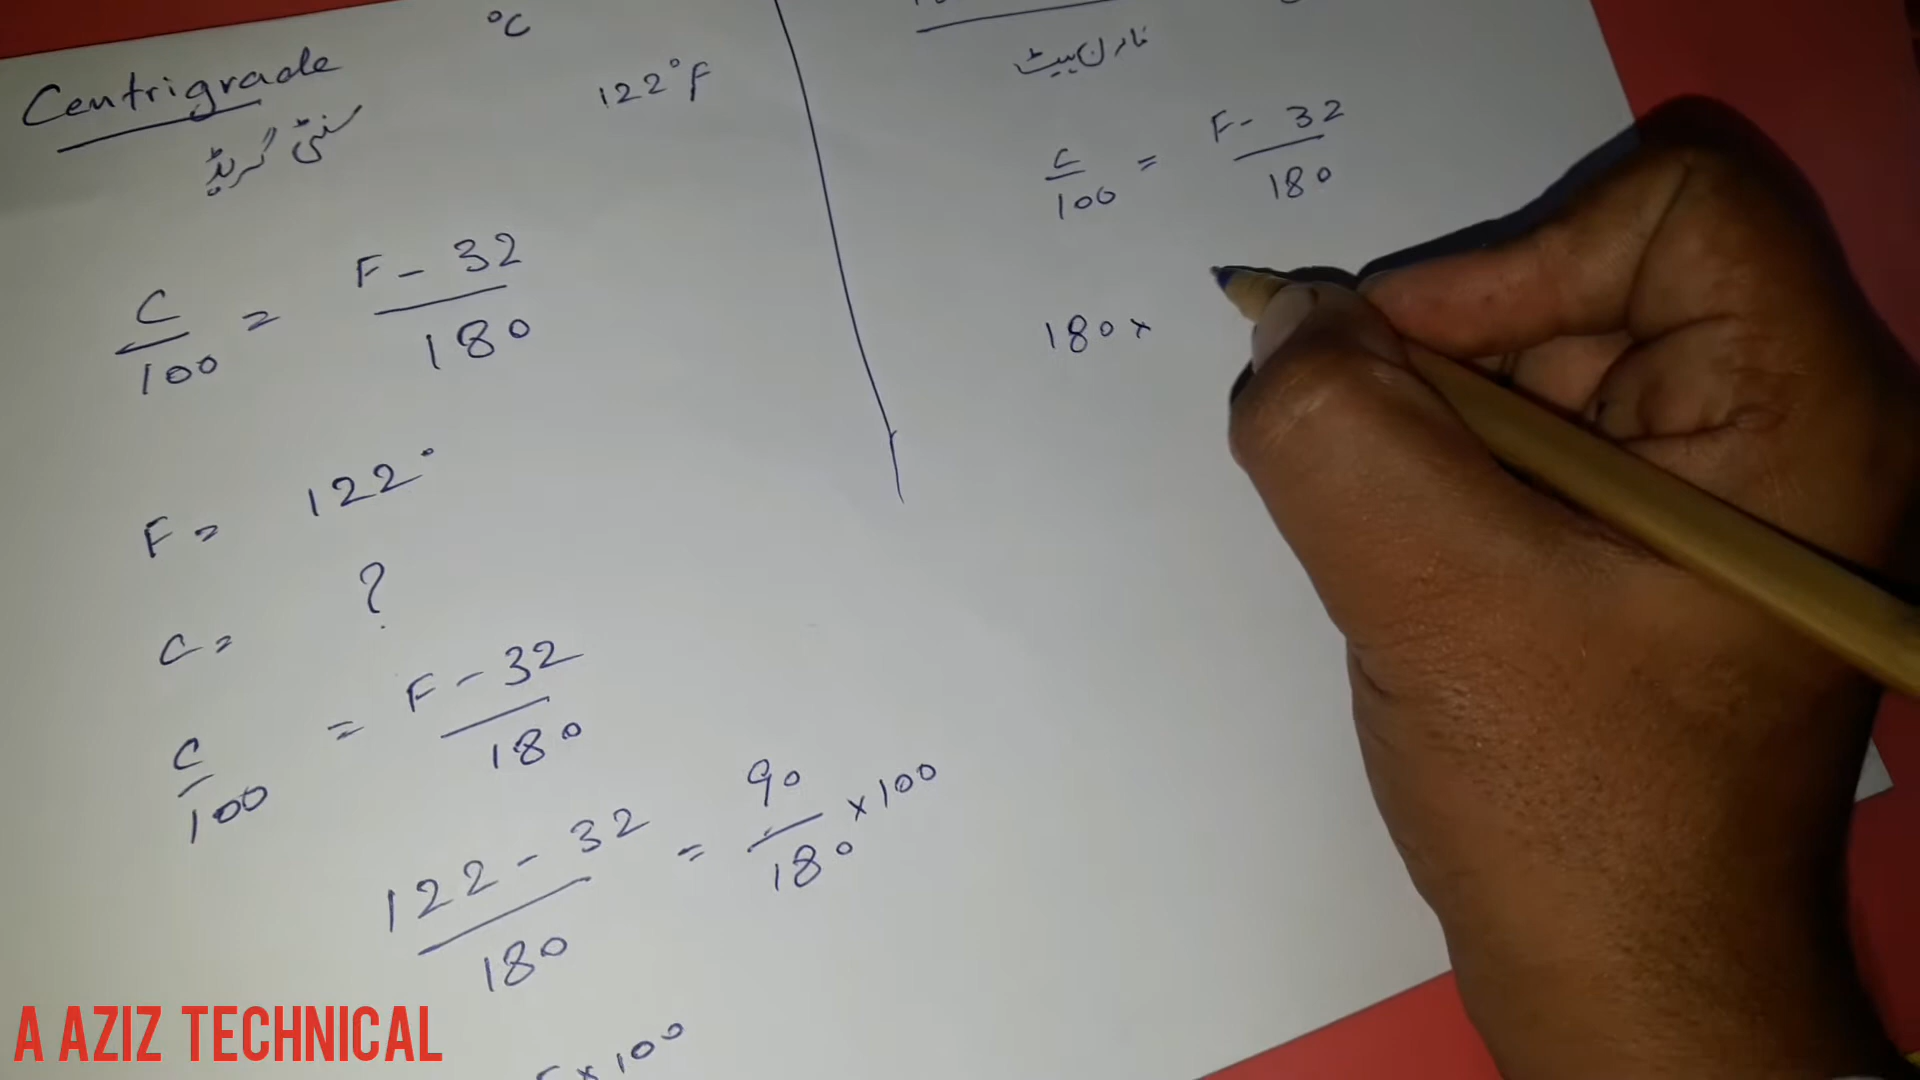 Centrigrade °C
سنٹی گریڈ
122°F
C/100 = F - 32/180
F = 122°
C = ?
C/100 = F - 32/180
122 - 32/180 = 90/180 × 100
× 100
فارن ہیٹ
C/100 = F - 32/180
180 ×
A AZIZ TECHNICAL